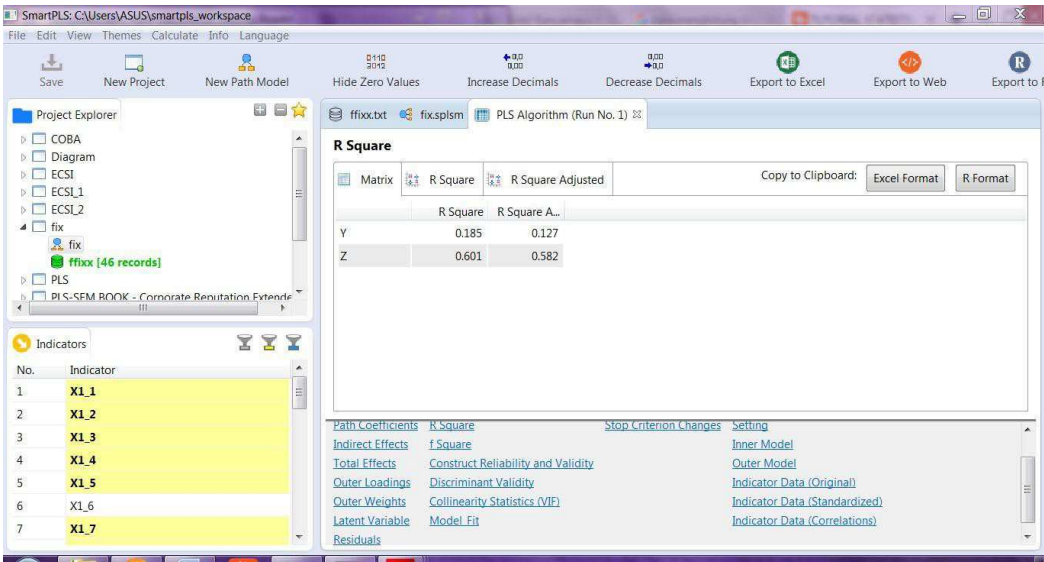 SmartPLS: C:\Users\ASUS\smartpls_workspace
File Edit View Themes Calculate Info Language
Save New Project New Path Model Hide Zero Values Increase Decimals Decrease Decimals Export to Excel Export to Web Export to
Project Explorer
COBA
Diagram
ECSI
ECSI_1
ECSI_2
fix
fix
ffixx [46 records]
PLS
PLS-SEM BOOK - Corporate Reputation Extende
Indicators
No. Indicator
1 X1_1
2 X1_2
3 X1_3
4 X1_4
5 X1_5
6 X1_6
7 X1_7
ffixx.txt fix.splsm PLS Algorithm (Run No. 1)
R Square
Matrix R Square R Square Adjusted Copy to Clipboard: Excel Format R Format
R Square R Square A...
Y 0.185 0.127
Z 0.601 0.582
Path Coefficients R Square Stop Criterion Changes Setting
Indirect Effects f Square Inner Model
Total Effects Construct Reliability and Validity Outer Model
Outer Loadings Discriminant Validity Indicator Data (Original)
Outer Weights Collinearity Statistics (VIF) Indicator Data (Standardized)
Latent Variable Model_Fit Indicator Data (Correlations)
Residuals